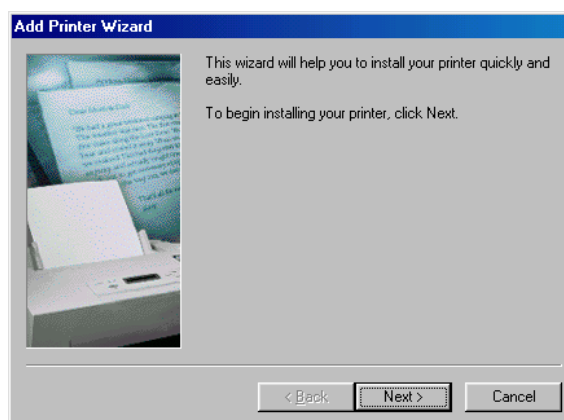 Add Printer Wizard
This wizard will help you to install your printer quickly and
easily.
To begin installing your printer, click Next.
< Back
Next >
Cancel